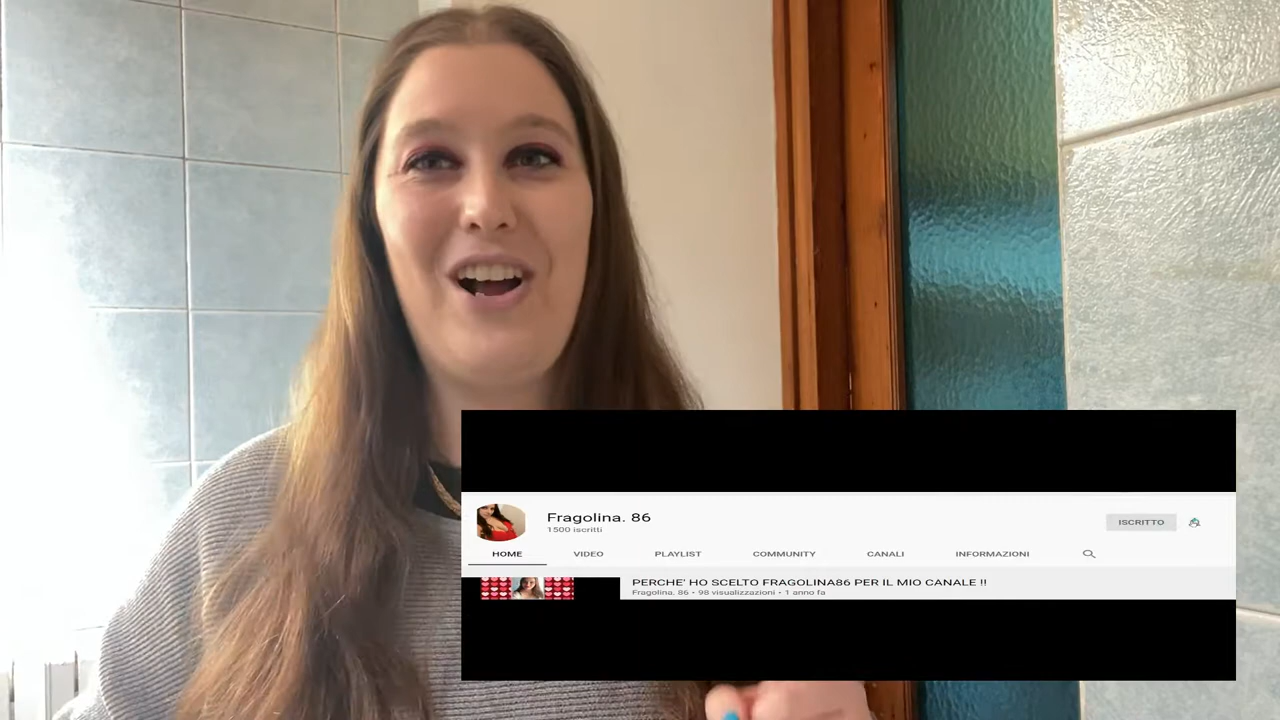 Fragolina. 86
1500 iscritti
ISCRITTO
HOME VIDEO PLAYLIST COMMUNITY CANALI INFORMAZIONI
PERCHE' HO SCELTO FRAGOLINA86 PER IL MIO CANALE !!
Fragolina. 86 • 98 visualizzazioni • 1 anno fa